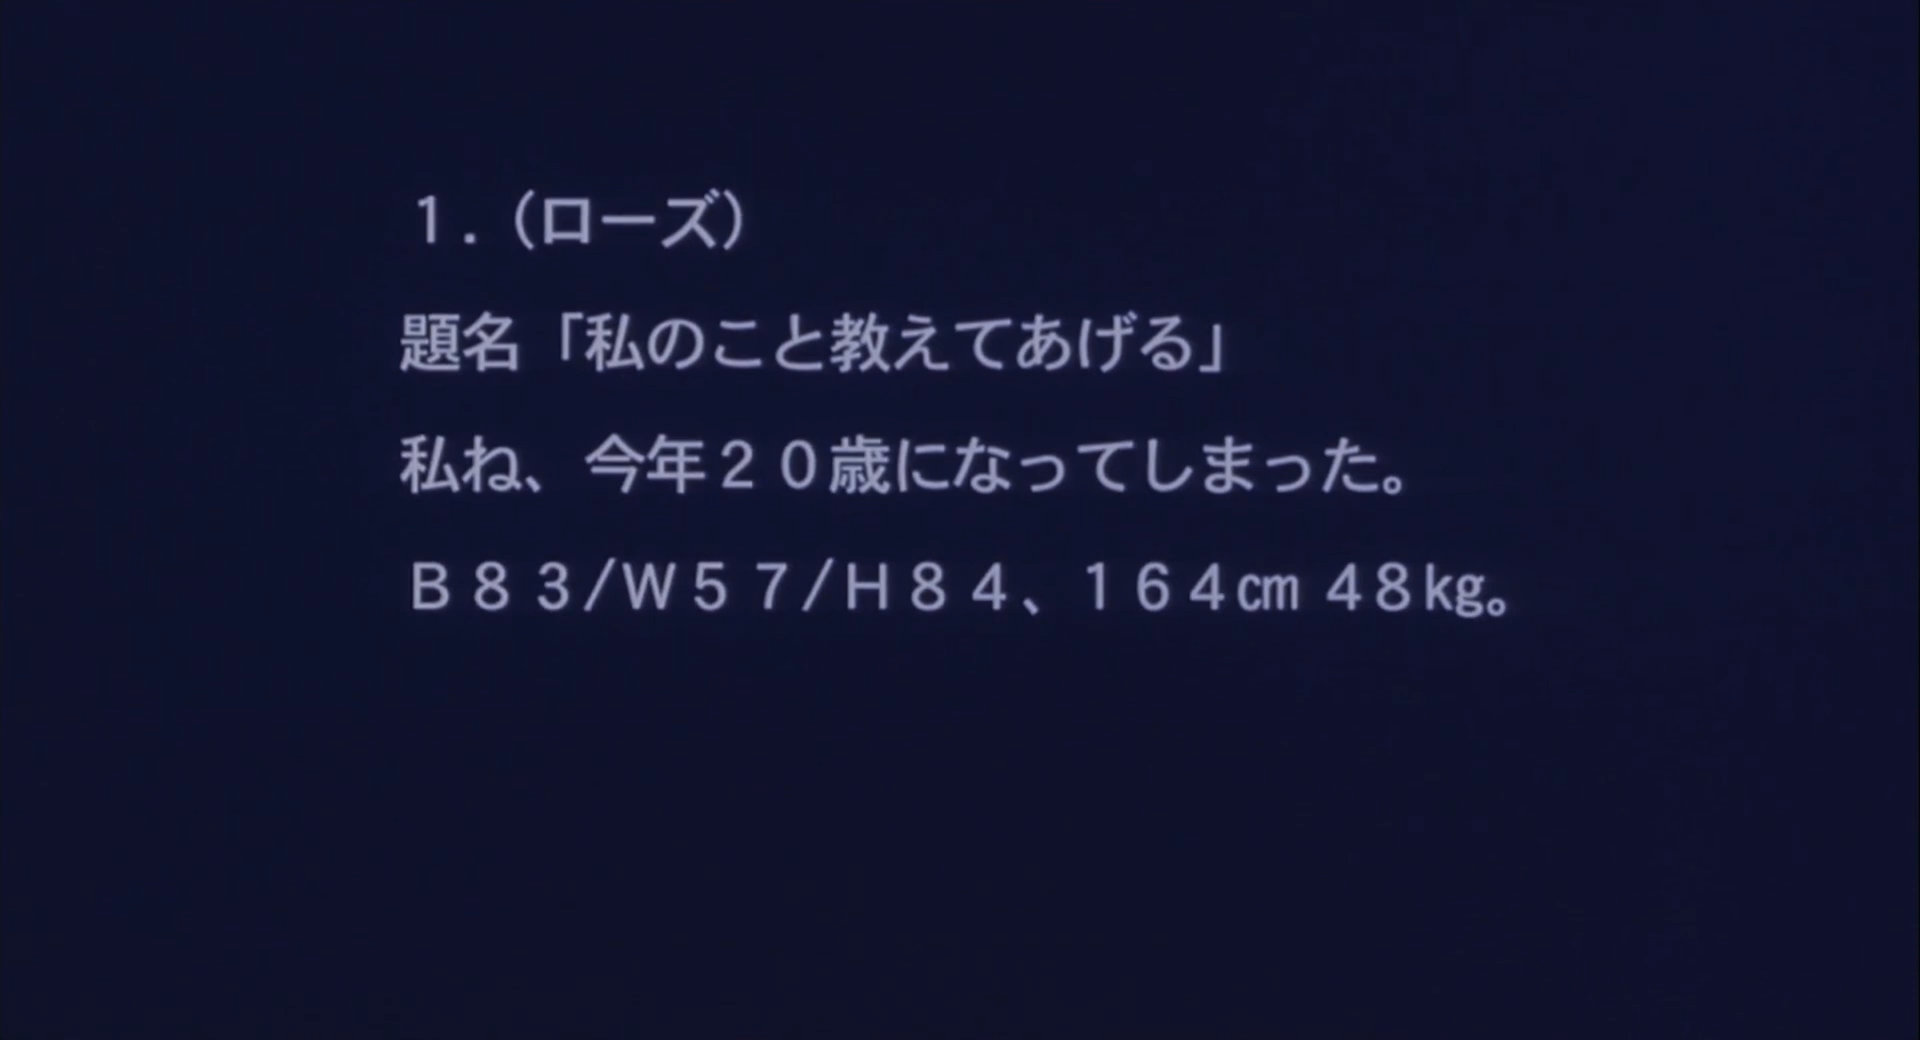 １．（ローズ）
題名「私のこと教えてあげる」
私ね、今年２０歳になってしまった。
Ｂ８３／Ｗ５７／Ｈ８４、１６４㎝ ４８㎏。